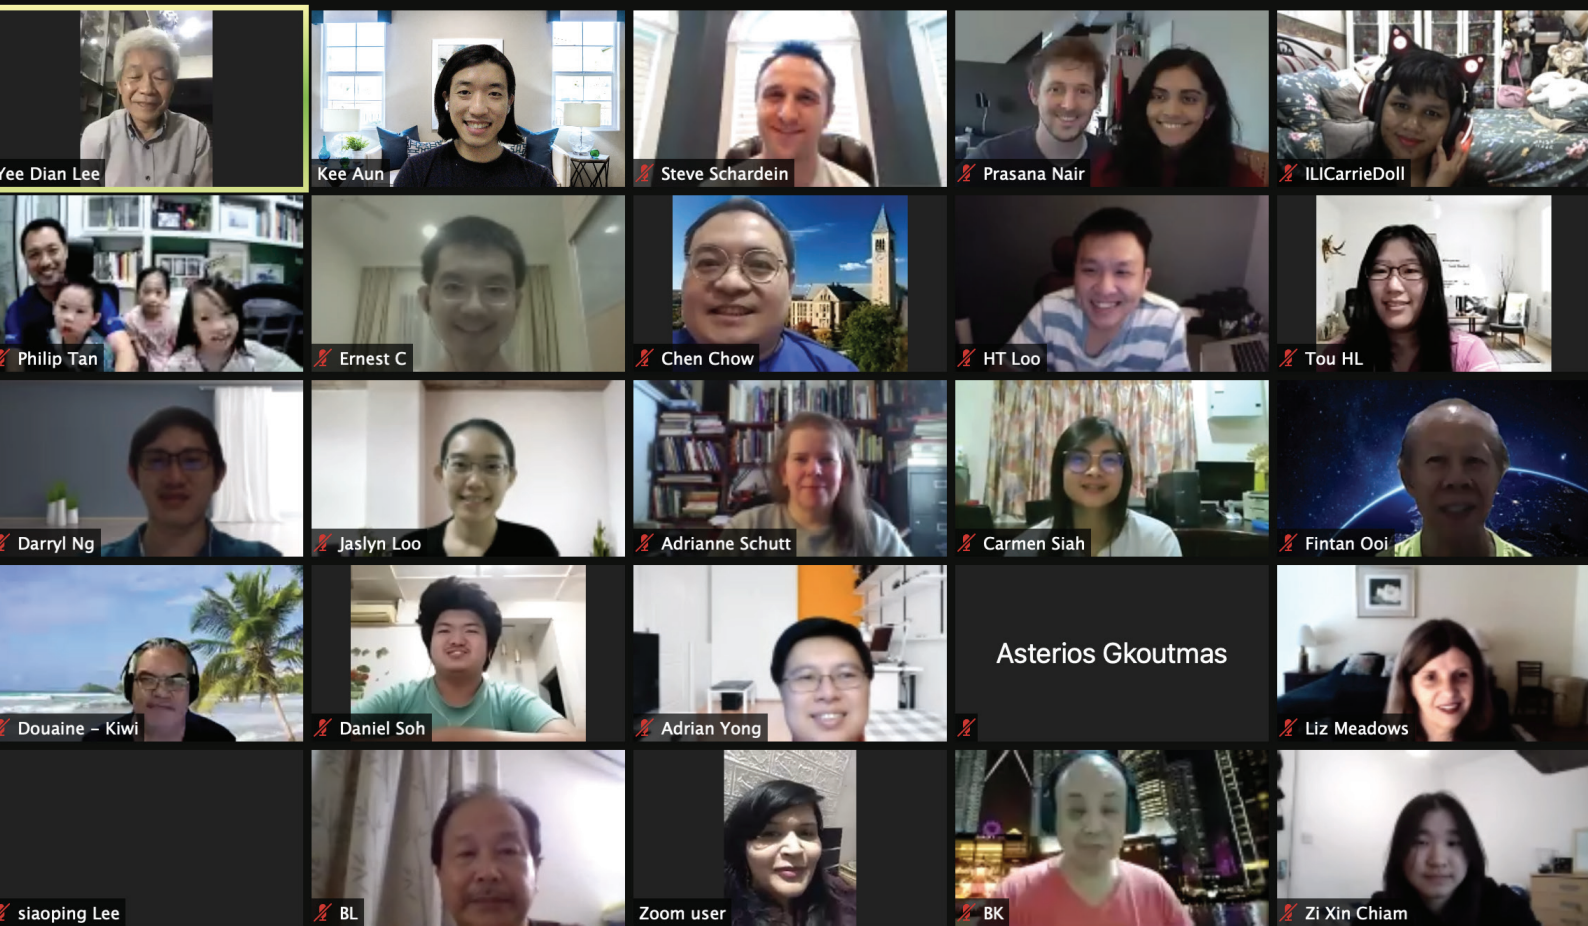 Yee Dian Lee
Kee Aun
Steve Schardein
Prasana Nair
ILICarrieDoll
Philip Tan
Ernest C
Chen Chow
HT Loo
Tou HL
Darryl Ng
Jaslyn Loo
Adrianne Schutt
Carmen Siah
Fintan Ooi
Douaine – Kiwi
Daniel Soh
Adrian Yong
Asterios Gkoutmas
Liz Meadows
siaoping Lee
BL
Zoom user
BK
Zi Xin Chiam